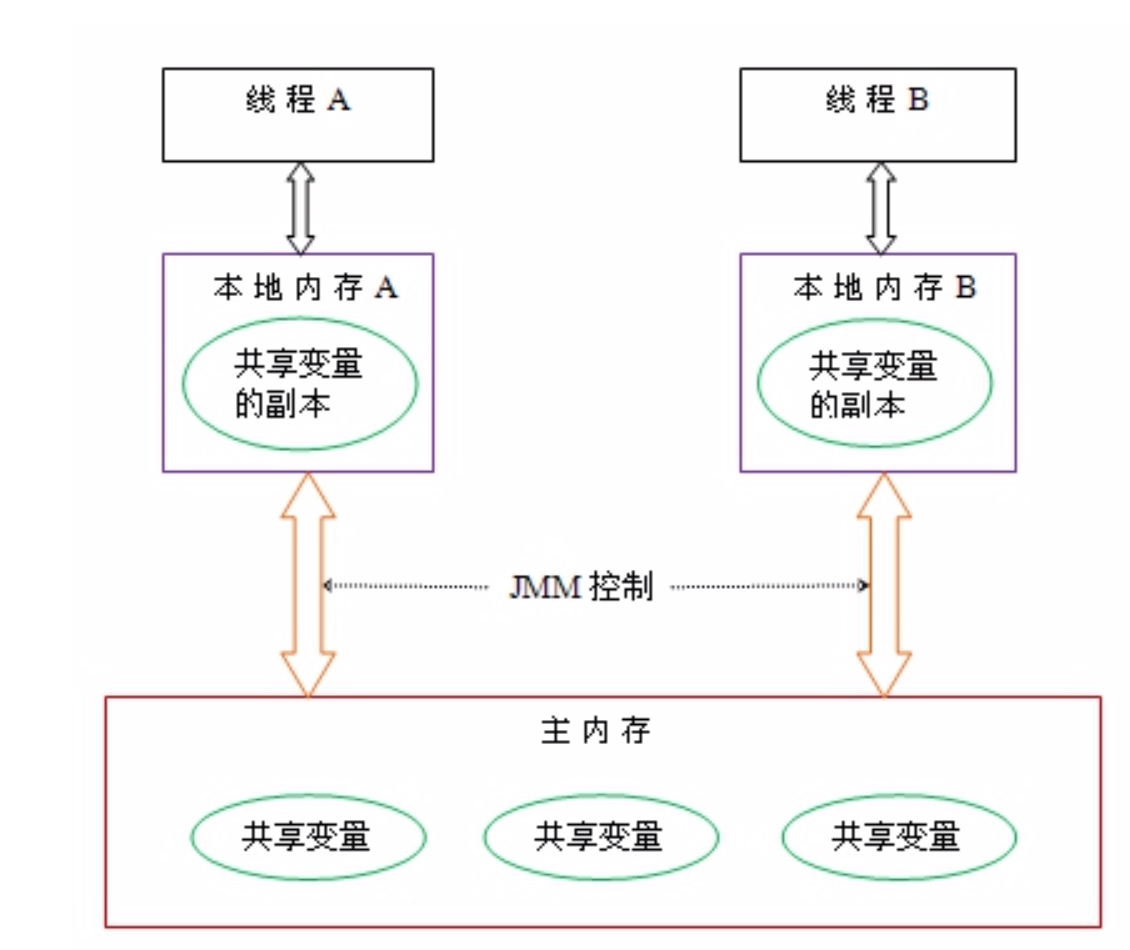 线程 A
线程 B
本地内存 A
本地内存 B
共享变量
的副本
共享变量
的副本
JMM 控制
主内存
共享变量
共享变量
共享变量